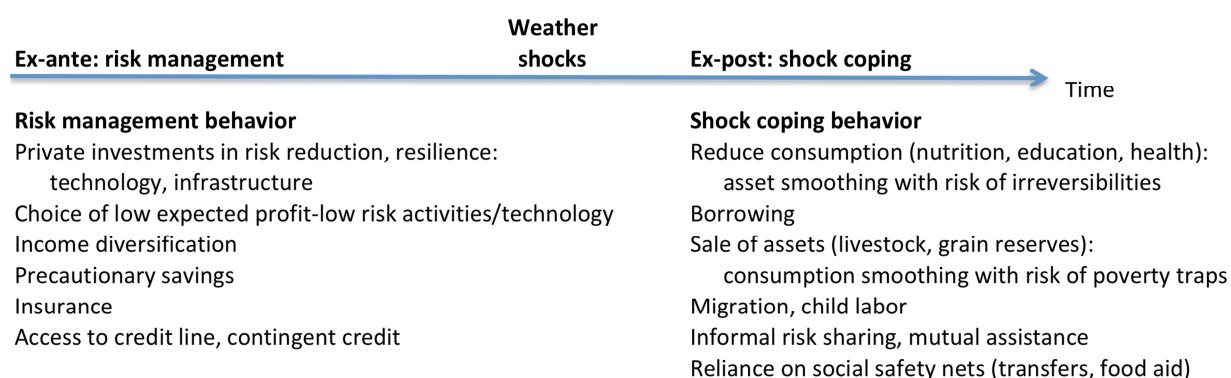 Weather
Ex-ante: risk management shocks Ex-post: shock coping
Time
Risk management behavior
Private investments in risk reduction, resilience:
technology, infrastructure
Choice of low expected profit-low risk activities/technology
Income diversification
Precautionary savings
Insurance
Access to credit line, contingent credit
Shock coping behavior
Reduce consumption (nutrition, education, health):
asset smoothing with risk of irreversibilities
Borrowing
Sale of assets (livestock, grain reserves):
consumption smoothing with risk of poverty traps
Migration, child labor
Informal risk sharing, mutual assistance
Reliance on social safety nets (transfers, food aid)